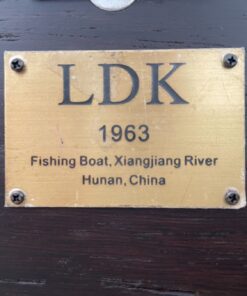 LDK
1963
Fishing Boat, Xiangjiang River
Hunan, China